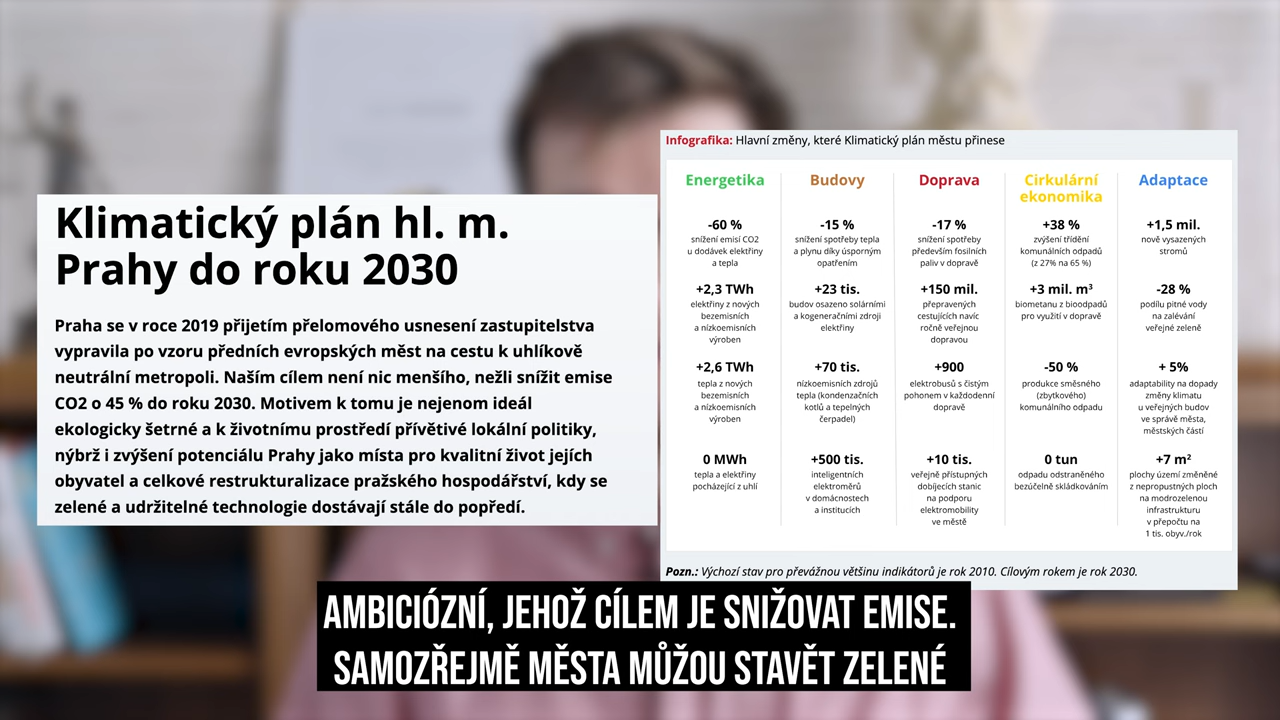 Klimatický plán hl. m.
Prahy do roku 2030
Praha se v roce 2019 přijetím přelomového usnesení zastupitelstva
vypravila po vzoru předních evropských měst na cestu k uhlíkově
neutrální metropoli. Naším cílem není nic menšího, nežli snížit emise
CO2 o 45 % do roku 2030. Motivem k tomu je nejenom ideál
ekologicky šetrné a k životnímu prostředí přívětivé lokální politiky,
nýbrž i zvýšení potenciálu Prahy jako místa pro kvalitní život jejích
obyvatel a celkové restrukturalizace pražského hospodářství, kdy se
zelené a udržitelné technologie dostávají stále do popředí.
Infografika: Hlavní změny, které Klimatický plán městu přinese
Energetika
-60 %
snížení emisí CO2
u dodávek elektřiny
a tepla
+2,3 TWh
elektřiny z nových
bezemisních
a nízkoemisních
výroben
+2,6 TWh
tepla z nových
bezemisních
a nízkoemisních
výroben
0 MWh
tepla a elektřiny
pocházející z uhlí
Budovy
-15 %
snížení spotřeby tepla
a plynu díky úsporným
opatřením
+23 tis.
budov osazeno solárními
a kogeneračními zdroji
elektřiny
+70 tis.
nízkoemisních zdrojů
tepla (kondenzačních
kotlů a tepelných
čerpadel)
+500 tis.
inteligentních
elektroměrů
v domácnostech
a institucích
Doprava
-17 %
snížení spotřeby
především fosilních
paliv v dopravě
+150 mil.
přepravených
cestujících navíc
ročně veřejnou
dopravou
+900
elektrobusů s čistým
pohonem v každodenní
dopravě
+10 tis.
veřejně přístupných
dobíjecích stanic
na podporu
elektromobility
ve městě
Cirkulární
ekonomika
+38 %
zvýšení třídění
komunálních odpadů
(z 27% na 65 %)
+3 mil. m³
biometanu z bioodpadů
pro využití v dopravě
-50 %
produkce směsného
(zbytkového)
komunálního odpadu
0 tun
odpadu odstraněného
bezúčelně skládkováním
Adaptace
+1,5 mil.
nově vysazených
stromů
-28 %
podílu pitné vody
na zalévání
veřejné zeleně
+ 5%
adaptability na dopady
změny klimatu
u veřejných budov
ve správě města,
městských částí
+7 m²
plochy území změněné
z nepropustných ploch
na modrozelenou
infrastrukturu
v přepočtu na
1 tis. obyv./rok
Pozn.: Výchozí stav pro převážnou většinu indikátorů je rok 2010. Cílovým rokem je rok 2030.
AMBICIÓZNÍ, JEHOŽ CÍLEM JE SNIŽOVAT EMISE.
SAMOZŘEJMĚ MĚSTA MŮŽOU STAVĚT ZELENÉ